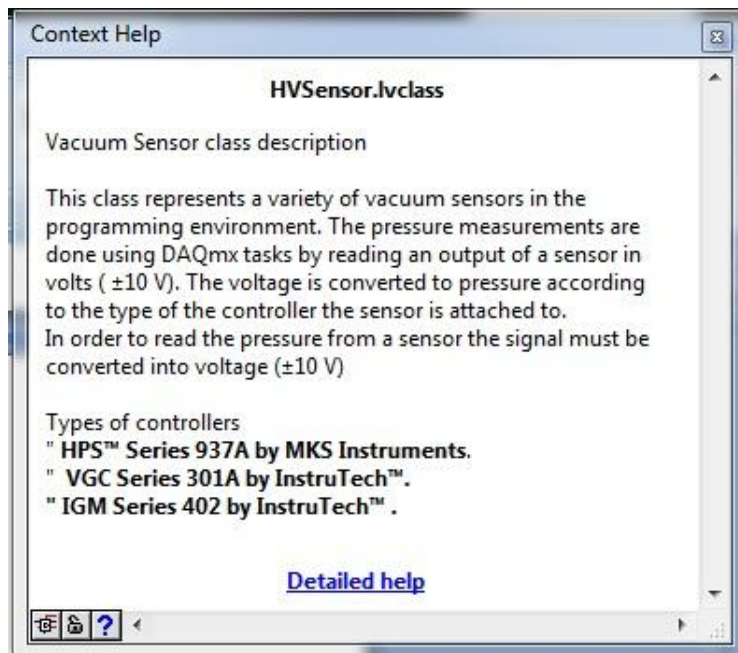 Context Help
HVSensor.lvclass
Vacuum Sensor class description
This class represents a variety of vacuum sensors in the
programming environment. The pressure measurements are
done using DAQmx tasks by reading an output of a sensor in
volts ( ±10 V). The voltage is converted to pressure according
to the type of the controller the sensor is attached to.
In order to read the pressure from a sensor the signal must be
converted into voltage (±10 V)
Types of controllers
" HPS™ Series 937A by MKS Instruments.
" VGC Series 301A by InstruTech™.
" IGM Series 402 by InstruTech™ .
Detailed help
?